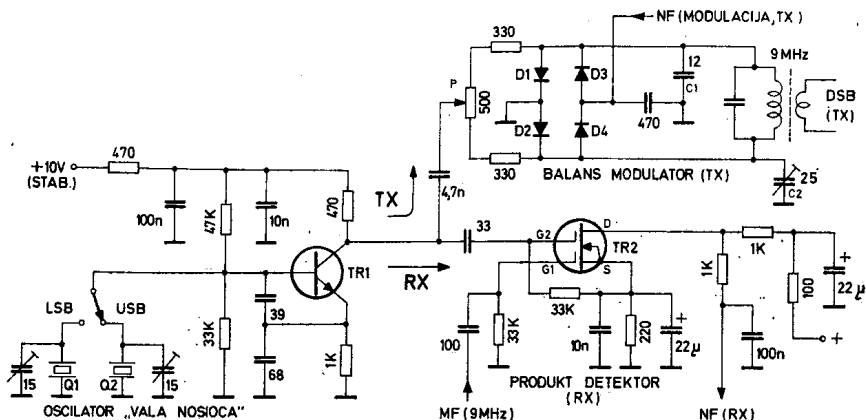 NF (MODULACIJA, TX)
330
D1
D3
12
C1
9 MHz
P
500
DSB
(TX)
D2
D4
470
330
BALANS MODULATOR (TX)
25
C2
+10V
(STAB.)
470
100n
47K
10n
470
TX
4,7n
33
G2
D
TR2
G1
S
1K
TR1
RX
1K
100
22 µ
+
LSB
USB
39
33K
68
1K
15
Q1
Q2
15
100
33K
33K
10n
220
22 µ
+
100n
+
PRODUKT DETEKTOR
(RX)
OSCILATOR „VALA NOSIOCA"
MF (9MHz)
NF (RX)